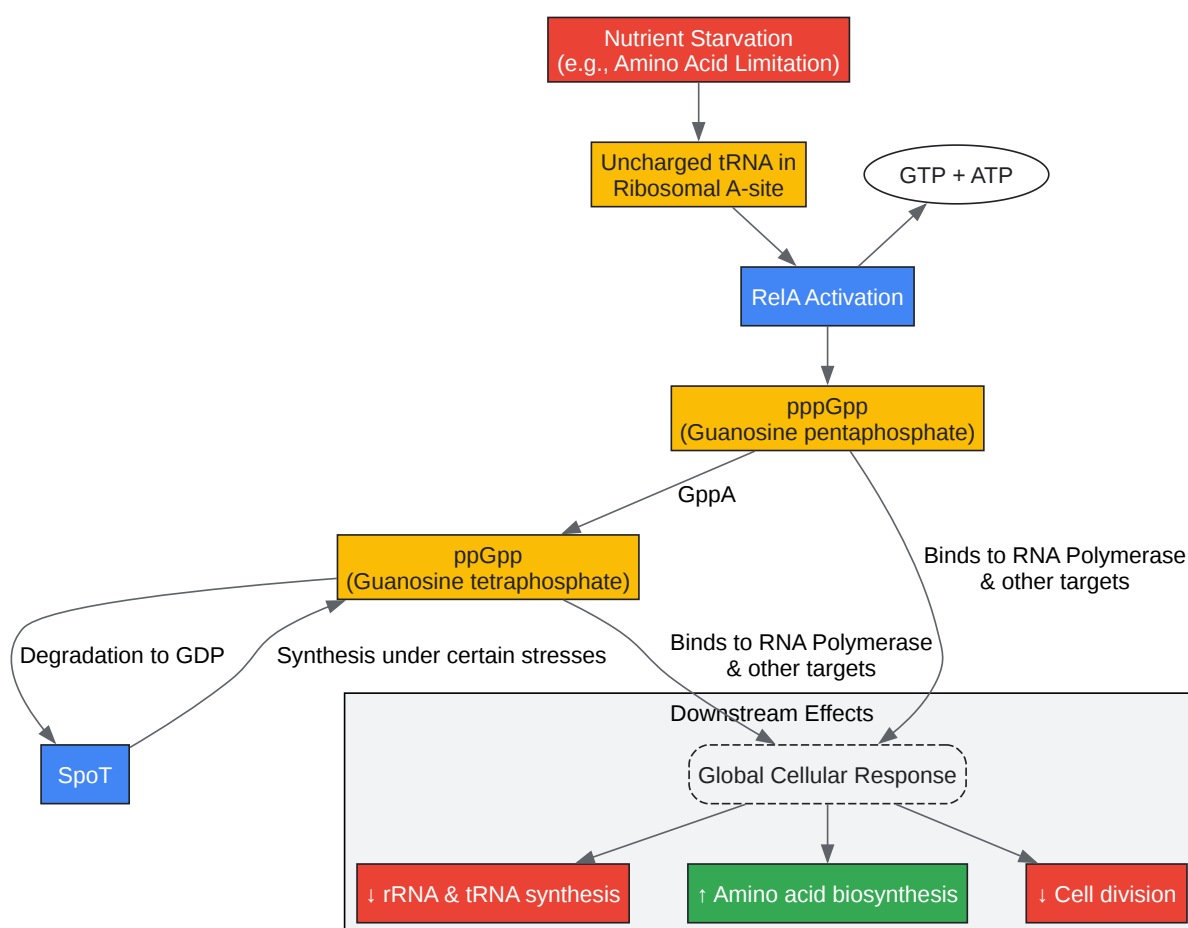 Nutrient Starvation
(e.g., Amino Acid Limitation)
Uncharged tRNA in
Ribosomal A-site
GTP + ATP
RelA Activation
pppGpp
(Guanosine pentaphosphate)
GppA
ppGpp
(Guanosine tetraphosphate)
Binds to RNA Polymerase
& other targets
Degradation to GDP
Synthesis under certain stresses
Binds to RNA Polymerase
& other targets
Downstream Effects
SpoT
Global Cellular Response
↓ rRNA & tRNA synthesis
↑ Amino acid biosynthesis
↓ Cell division